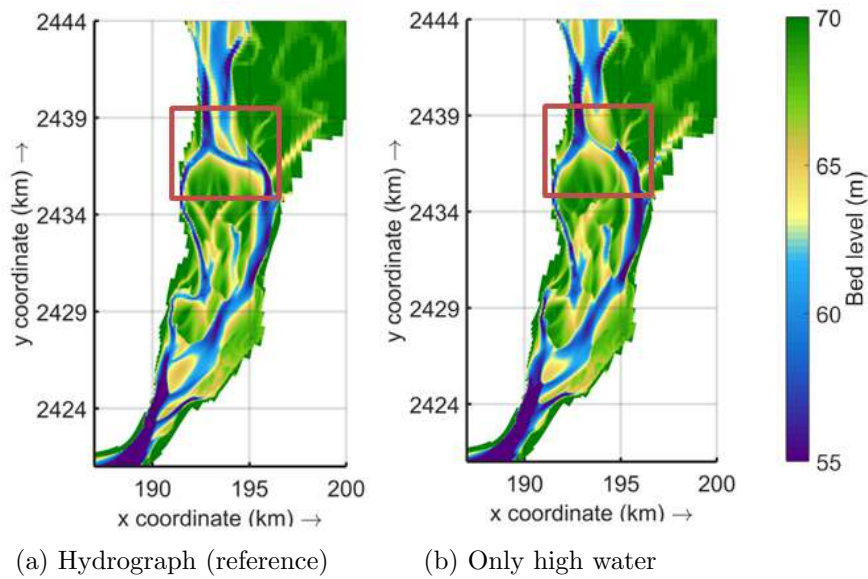 2444
2439
2434
2429
2424
y coordinate (km) →
190 195 200
x coordinate (km) →
2444
2439
2434
2429
2424
y coordinate (km) →
190 195 200
x coordinate (km) →
70
65
60
55
Bed level (m)
(a) Hydrograph (reference)
(b) Only high water